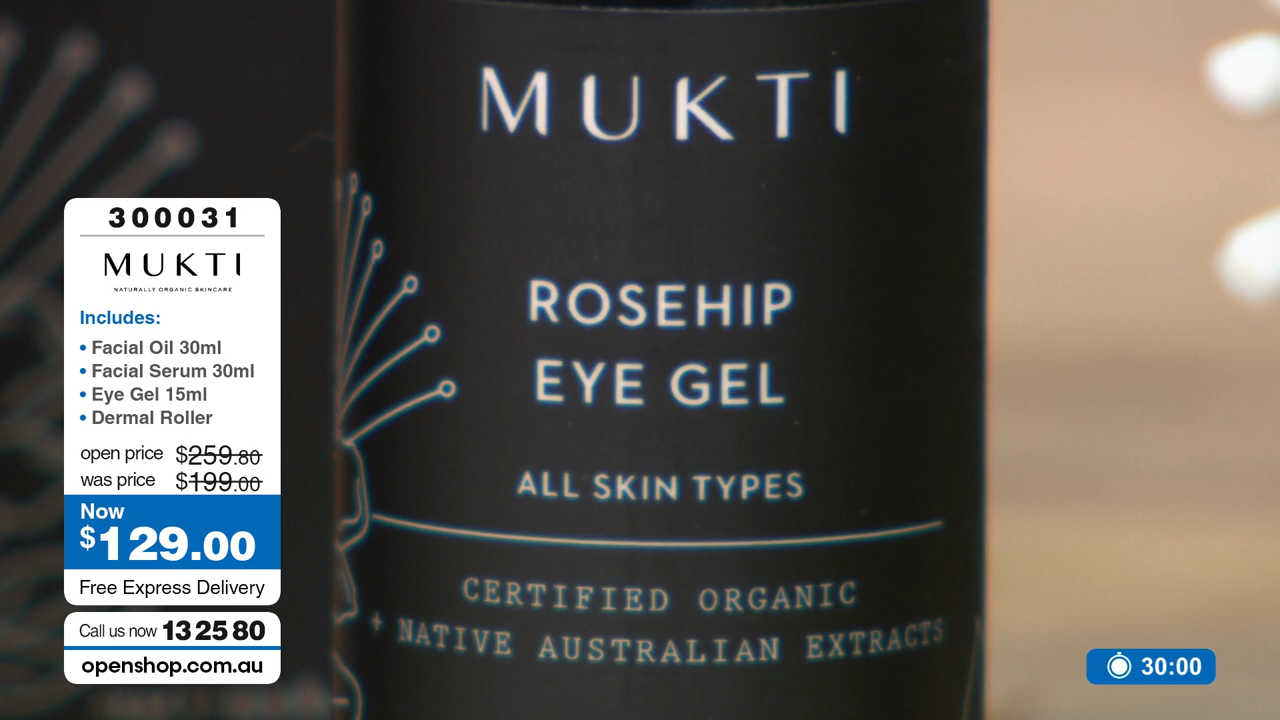 300031
MUKTI
NATURALLY ORGANIC SKINCARE
Includes:
• Facial Oil 30ml
• Facial Serum 30ml
• Eye Gel 15ml
• Dermal Roller
open price $259.80
was price $199.00
Now
$129.00
Free Express Delivery
Call us now 13 25 80
openshop.com.au
MUKTI
ROSEHIP
EYE GEL
ALL SKIN TYPES
CERTIFIED ORGANIC
+ NATIVE AUSTRALIAN EXTRACTS
30:00